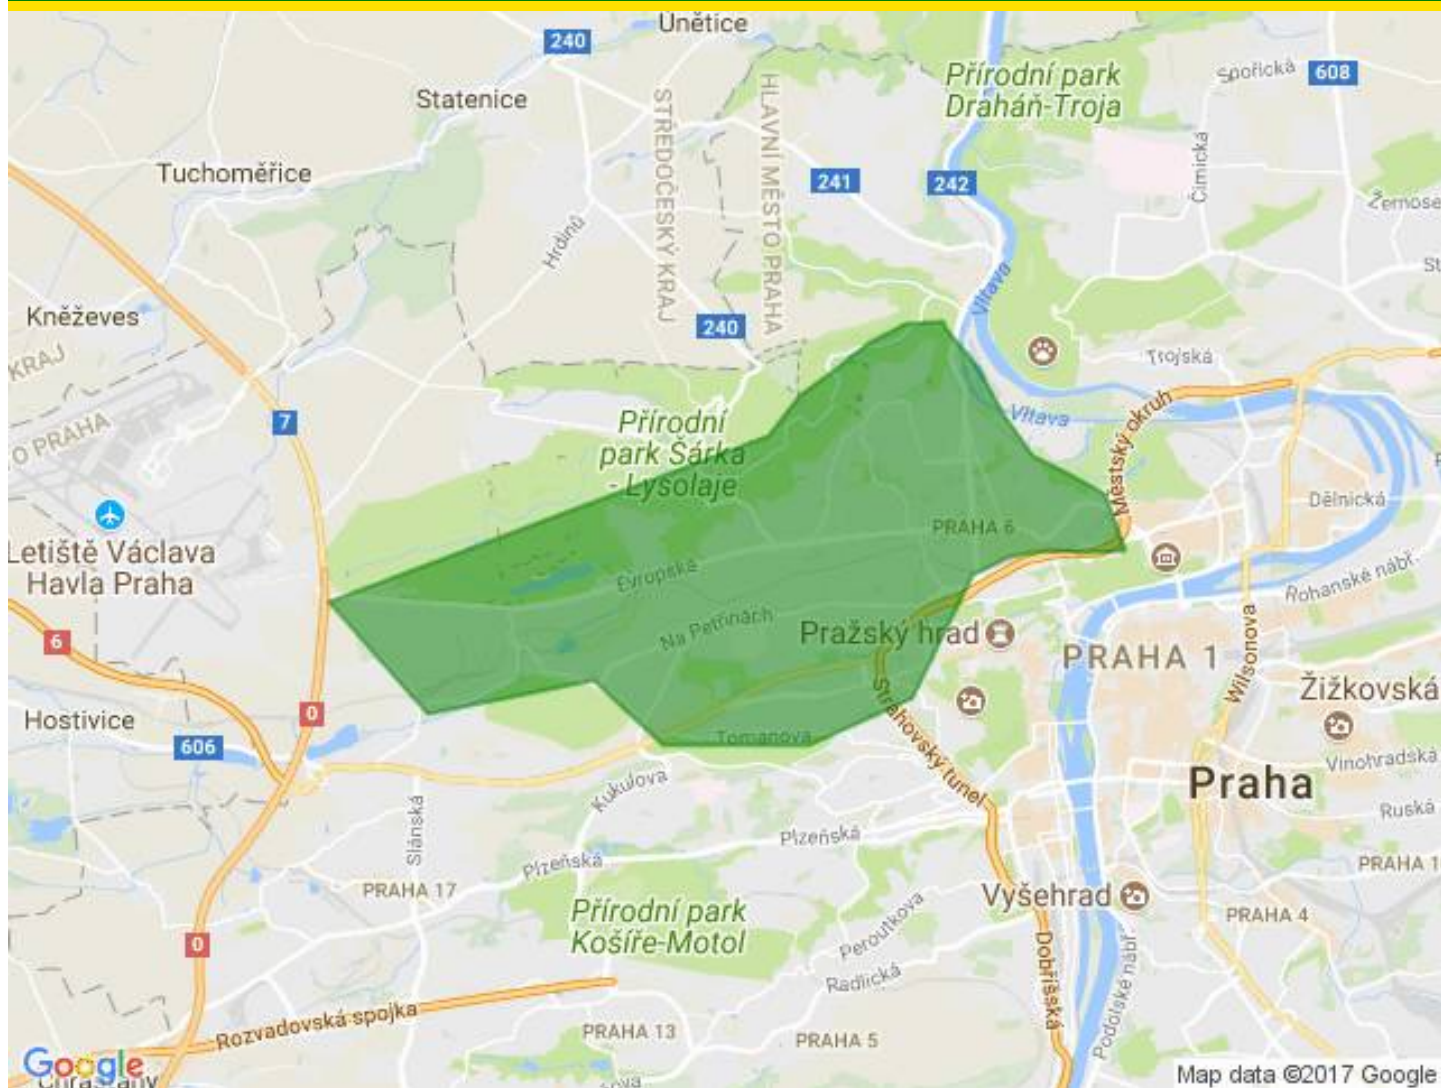 Únětice
240
Přírodní park
Draháň-Troja
Spořická
608
Statenice
STŘEDOČESKÝ KRAJ
HLAVNÍ MĚSTO PRAHA
Tuchoměřice
241
242
Čimická
Hrdinů
Vltava
Kněževes
240
KRAJ
Trojská
7
O PRAHA
Přírodní
park Šárka
- Lysolaje
Vltava
Městský okruh
Dělnická
Letiště Václava
Havla Praha
PRAHA 6
Evropská
Rohanské nábř.
6
Na Petřinách
Pražský hrad
PRAHA 1
Wilsonova
Žižkovská
Hostivice
0
606
Strahovský tunel
Tomanova
Vinohradská
Praha
Kukulova
Ruská
Slánská
Plzeňská
Plzeňská
PRAHA 1
PRAHA 17
Vyšehrad
PRAHA 4
Přírodní park
Košíře-Motol
Peroutkova
0
Radlická
Dobříšská
Podolské nábř.
Rozvadovská spojka
PRAHA 13
PRAHA 5
Google
Map data ©2017 Google